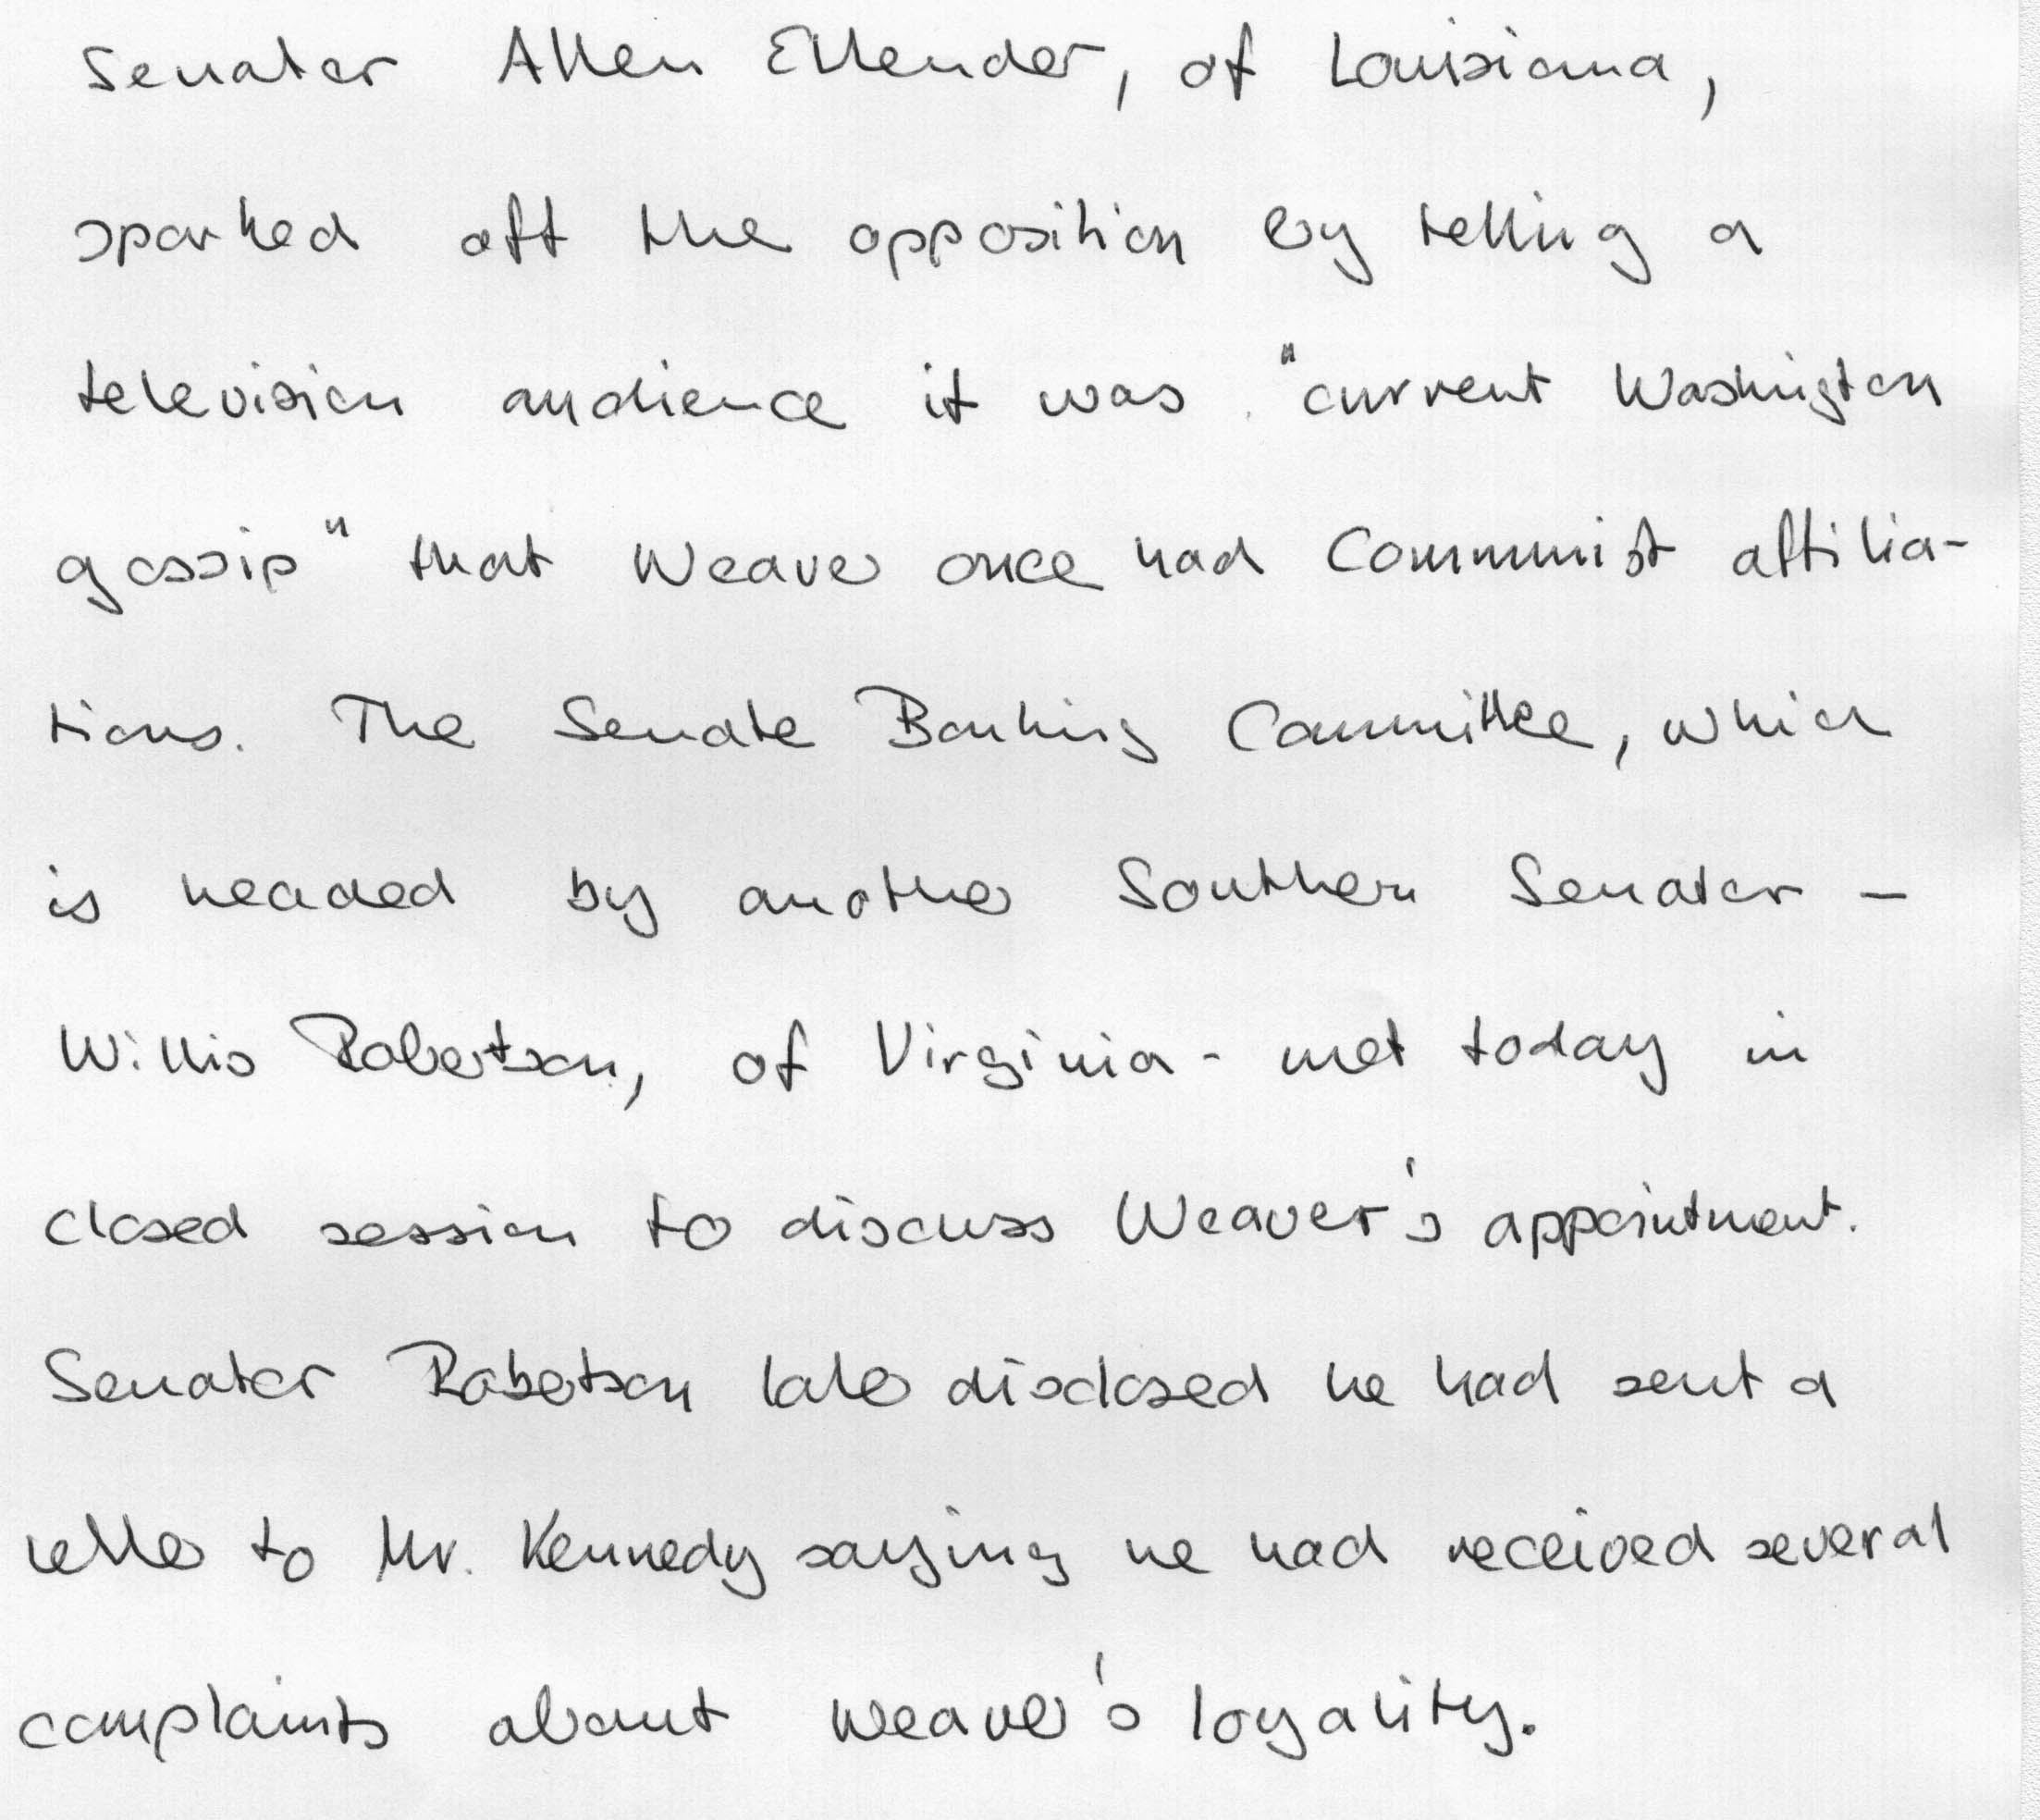 Senator Allen Ellender, of Louisiana,
sparked off the opposition by telling a
television audience it was "current Washington
gossip" that Weaver once had Communist affilia-
tions. The Senate Banking Committee, which
is headed by another Southern Senator -
Willis Robertson, of Virginia - met today in
closed session to discuss Weaver's appointment.
Senator Robertson later disclosed he had sent a
letter to Mr. Kennedy saying he had received several
complaints about Weaver's loyality.